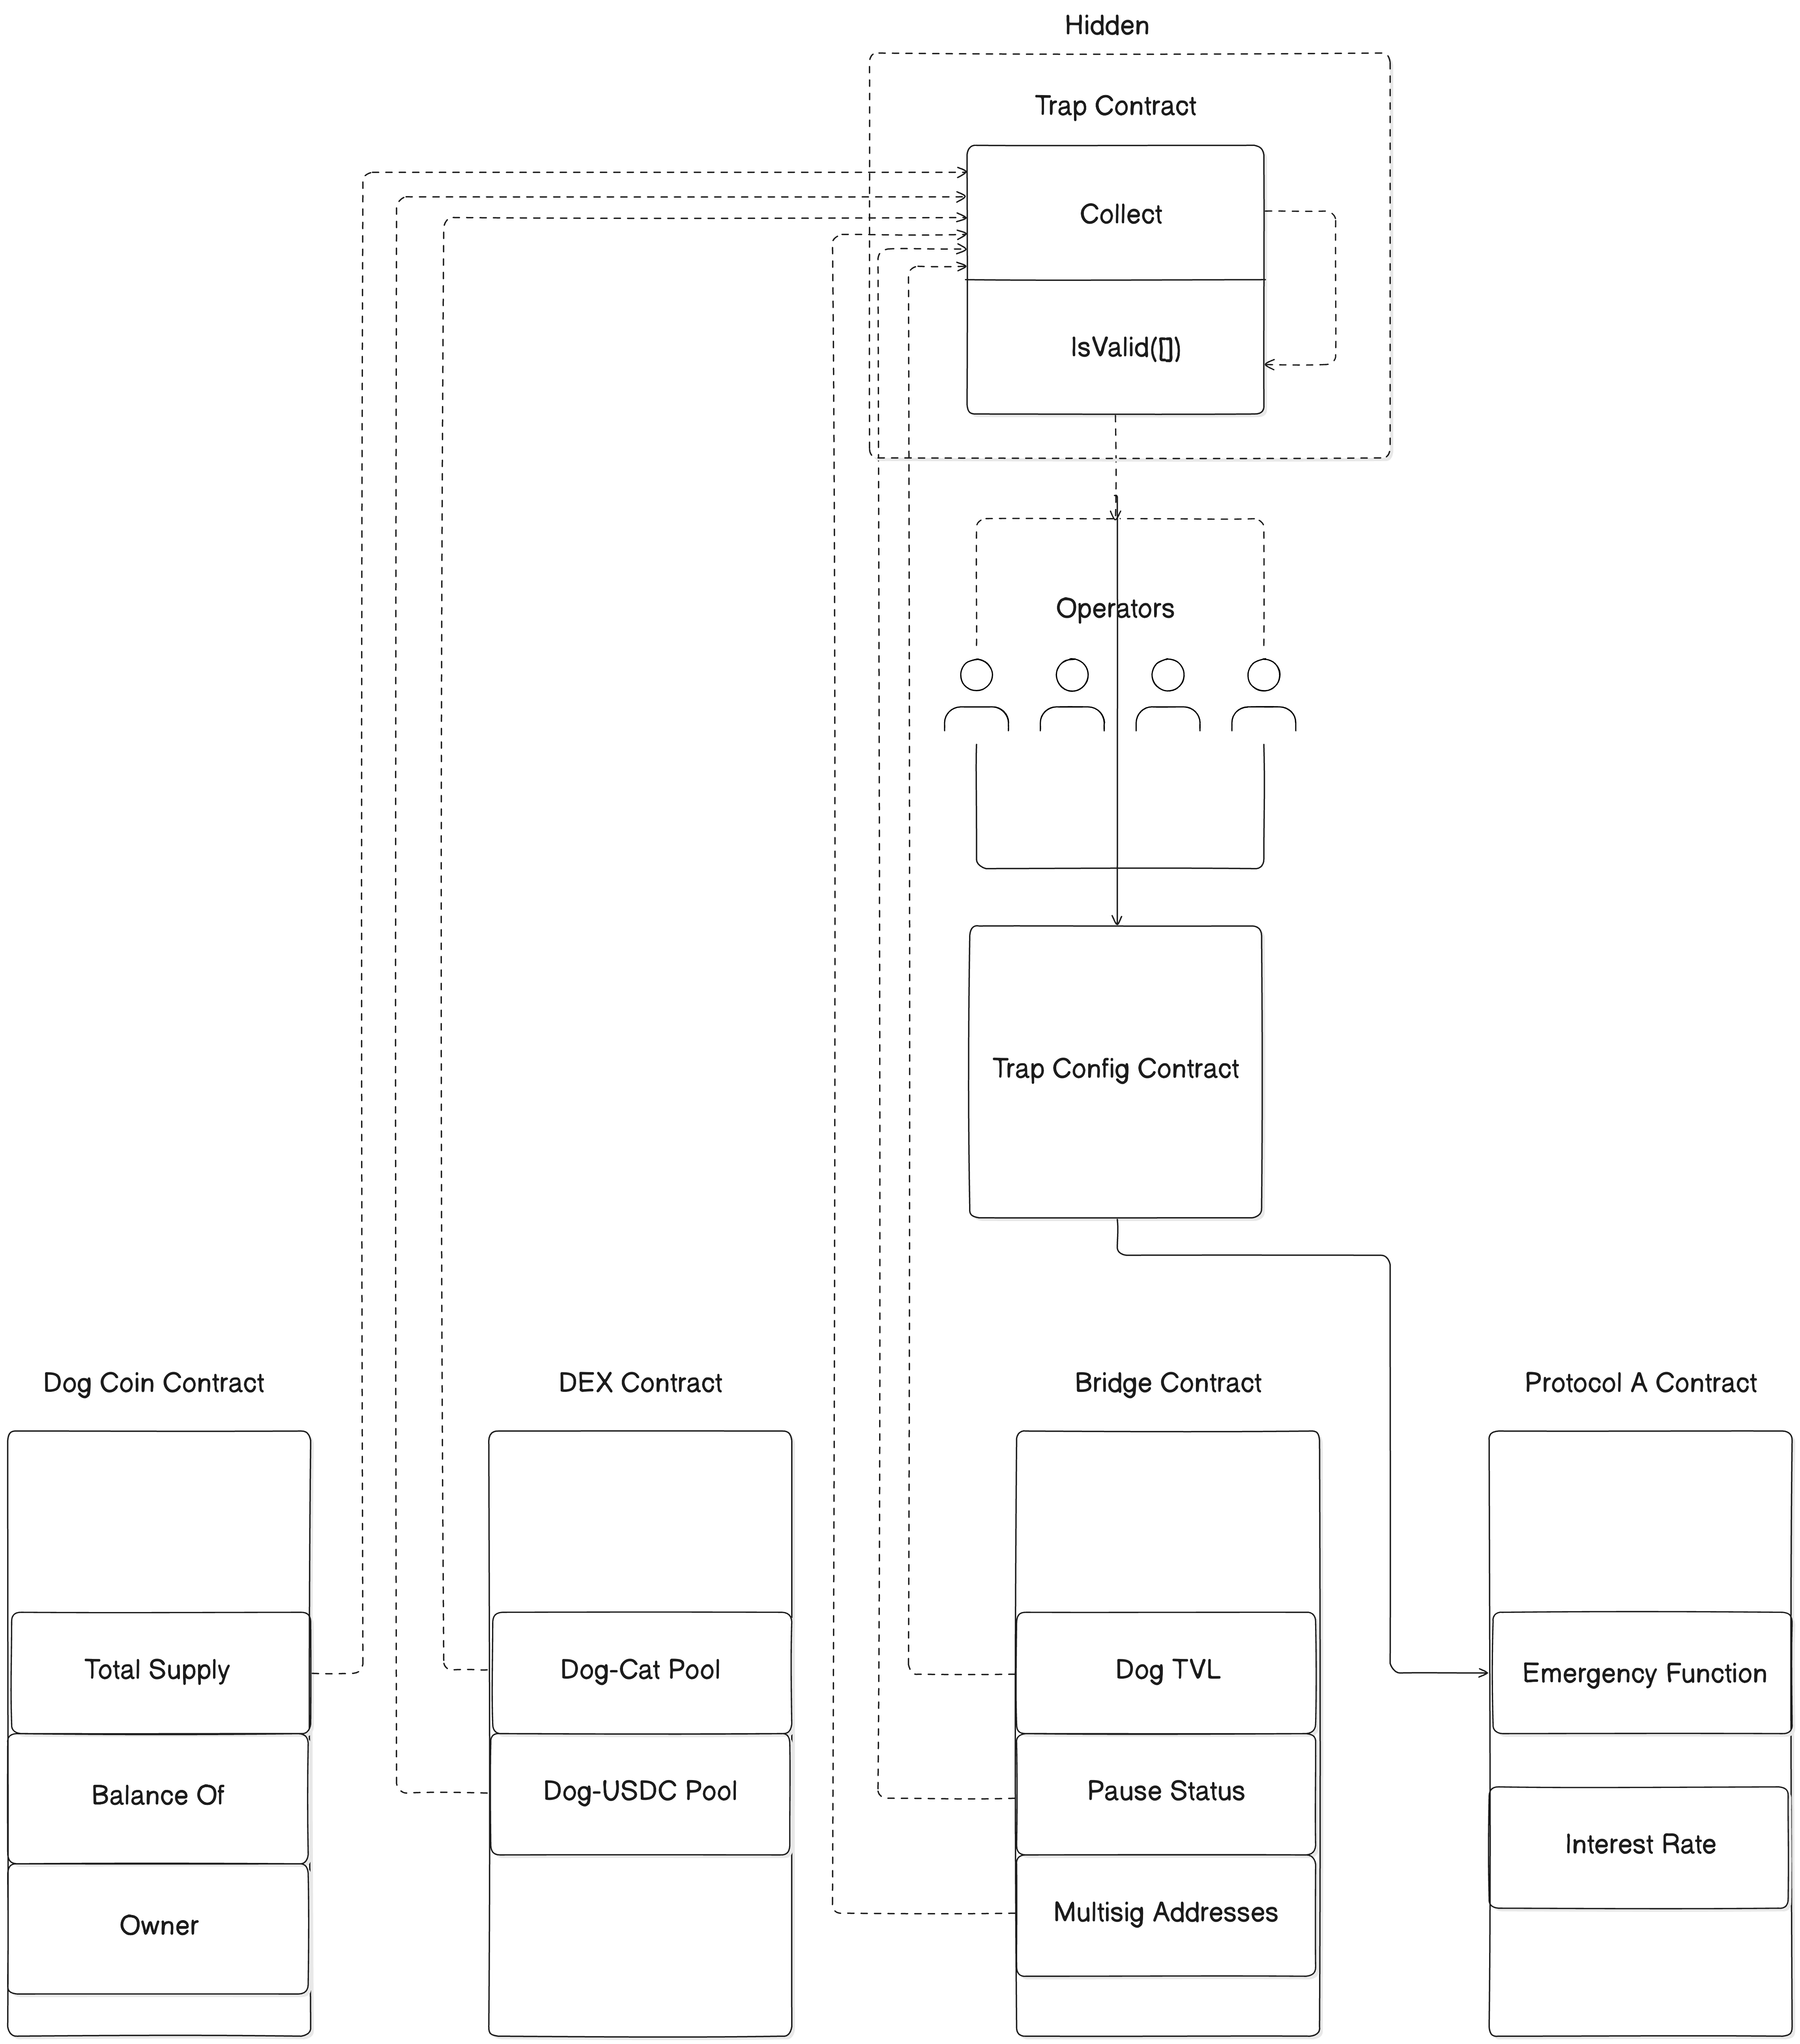 Hidden
Trap Contract
Collect
IsValid([])
Operators
Trap Config Contract
Dog Coin Contract
DEX Contract
Bridge Contract
Protocol A Contract
Total Supply
Dog-Cat Pool
Dog TVL
Emergency Function
Balance Of
Dog-USDC Pool
Pause Status
Interest Rate
Owner
Multisig Addresses